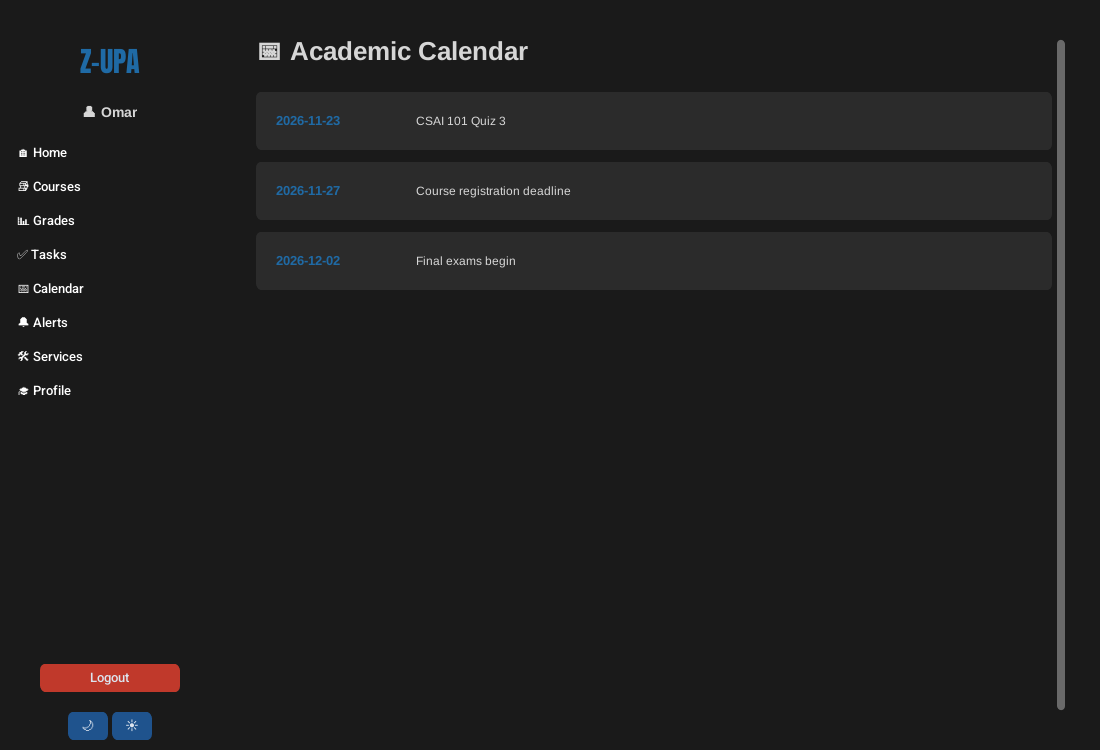 Z-UPA
👤 Omar
🏠 Home
📚 Courses
📊 Grades
✅ Tasks
📅 Calendar
🔔 Alerts
🛠 Services
🎓 Profile
Logout
🌙 ☀
📅 Academic Calendar
2026-11-23 CSAI 101 Quiz 3
2026-11-27 Course registration deadline
2026-12-02 Final exams begin